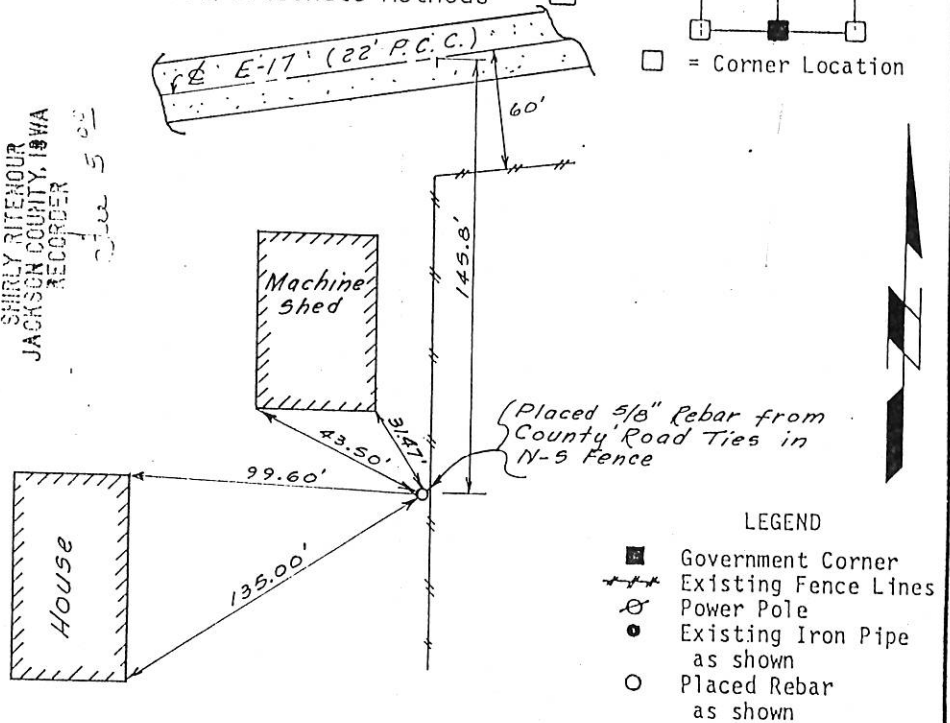 ℄ E-17 (22' P.C.C.)
= Corner Location
60'
SHIRLY RITENOUR
JACKSON COUNTY, IOWA
RECORDER
5 00
145.8'
Machine
Shed
43.50'
31.47'
(Placed 5/8" Rebar from
County Road Ties in
N-S Fence
99.60'
135.00'
House
LEGEND
Government Corner
Existing Fence Lines
Power Pole
Existing Iron Pipe
as shown
Placed Rebar
as shown